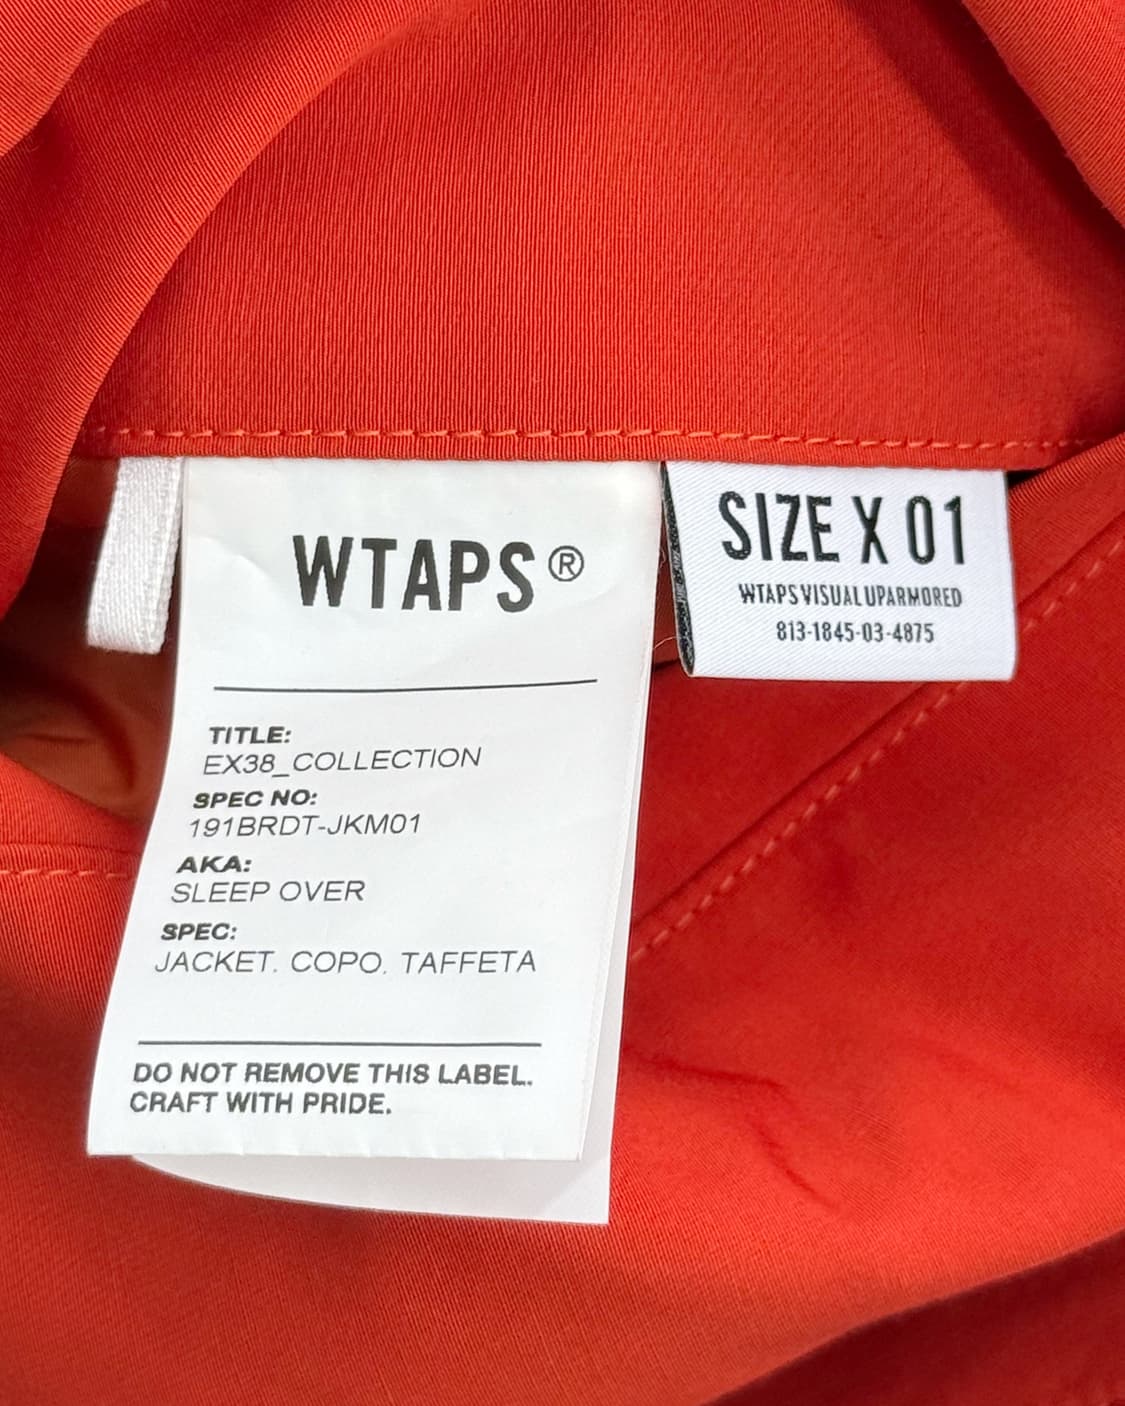 WTAPS®
TITLE:
EX38_COLLECTION
SPEC NO:
191BRDT-JKM01
AKA:
SLEEP OVER
SPEC:
JACKET. COPO. TAFFETA
DO NOT REMOVE THIS LABEL.
CRAFT WITH PRIDE.
SIZE X 01
WTAPS VISUAL UPARMORED
813-1845-03-4875